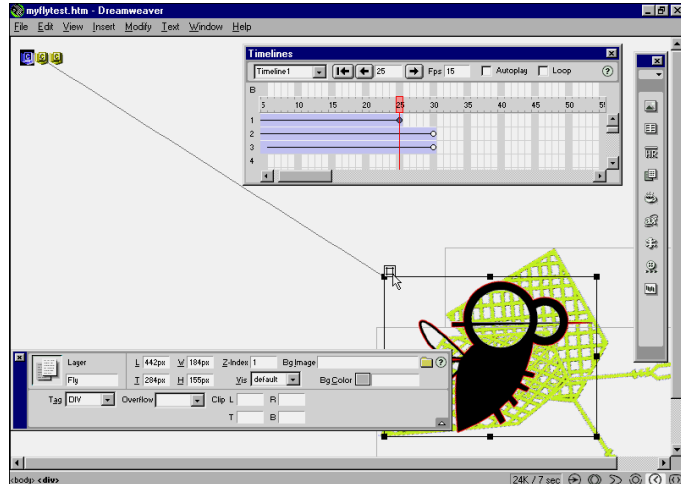 myflytest.htm - Dreamweaver
File Edit View Insert Modify Text Window Help
Timelines
Timeline1 25 Fps 15 Autoplay Loop ?
B
5 10 15 20 25 30 35 40 45 50 5
1
2
3
4
HR
Layer L 442px W 184px Z-Index 1 Bg Image ?
Fly T 284px H 155px Vis default Bg Color
Tag DIV Overflow Clip L R
T B
<body> <div> 24K / 7 sec